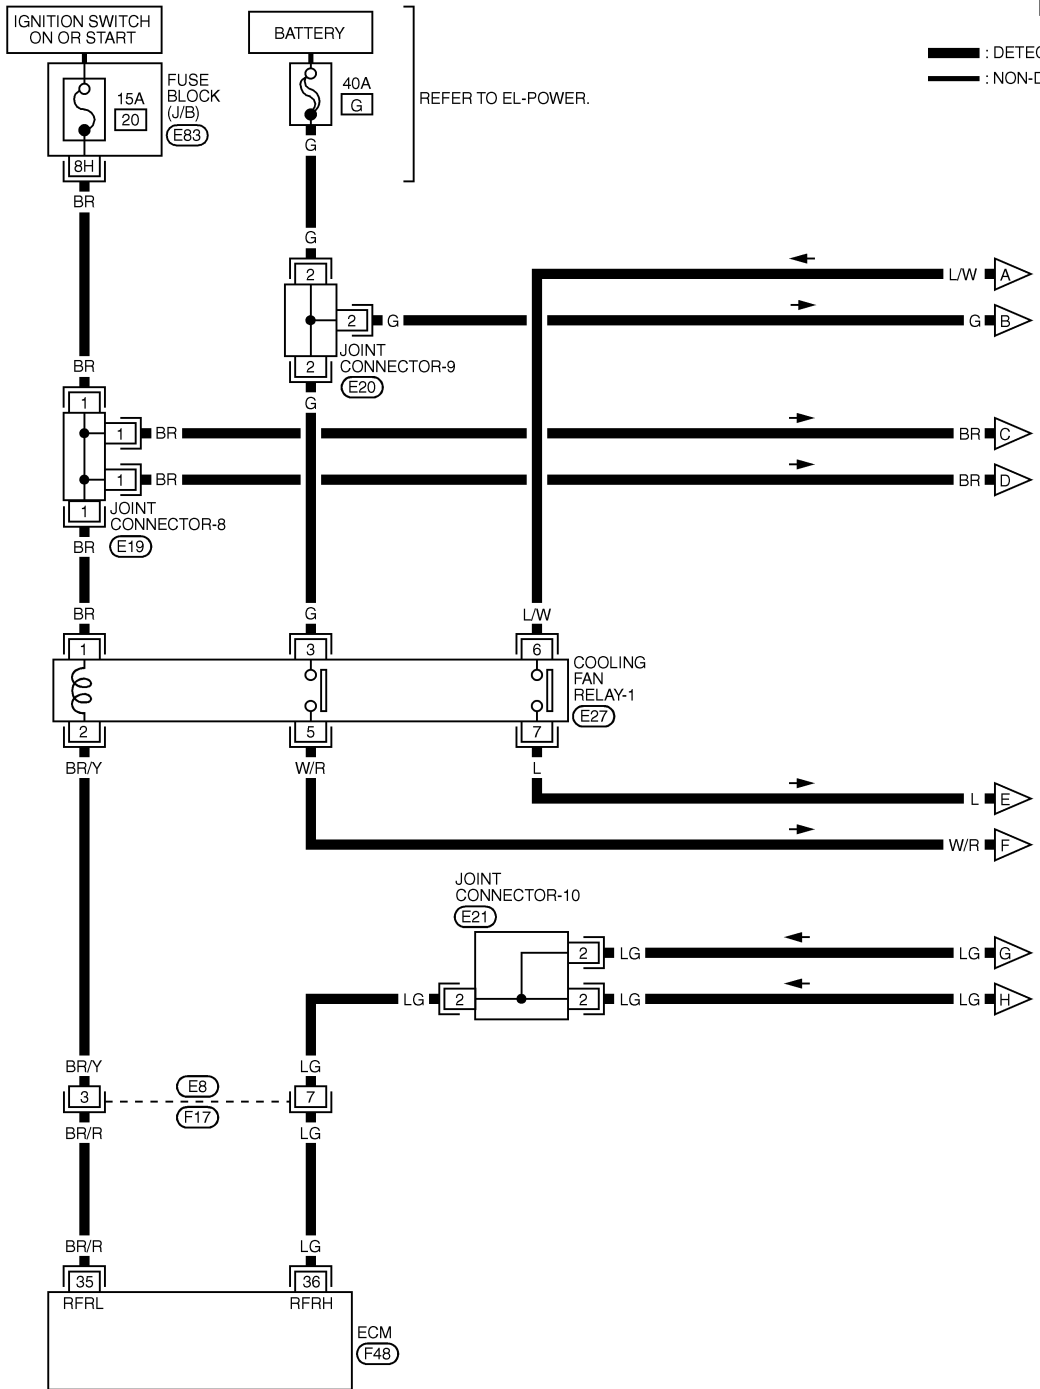 IGNITION SWITCH
ON OR START
BATTERY
: DETEC
: NON-D
15A
20
FUSE
BLOCK
(J/B)
E83
40A
G
REFER TO EL-POWER.
8H
BR
G
G
2
L/W
A
2
G
G
B
BR
2
JOINT
CONNECTOR-9
E20
1
G
1
BR
BR
C
1
BR
BR
D
1
JOINT
CONNECTOR-8
E19
BR
BR
G
L/W
1
3
6
COOLING
FAN
RELAY-1
E27
2
5
7
BR/Y
W/R
L
L
E
W/R
F
JOINT
CONNECTOR-10
E21
2
LG
LG
G
LG
2
2
LG
LG
H
BR/Y
LG
3
E8
F17
7
BR/R
LG
BR/R
LG
35
36
RFRL
RFRH
ECM
F48